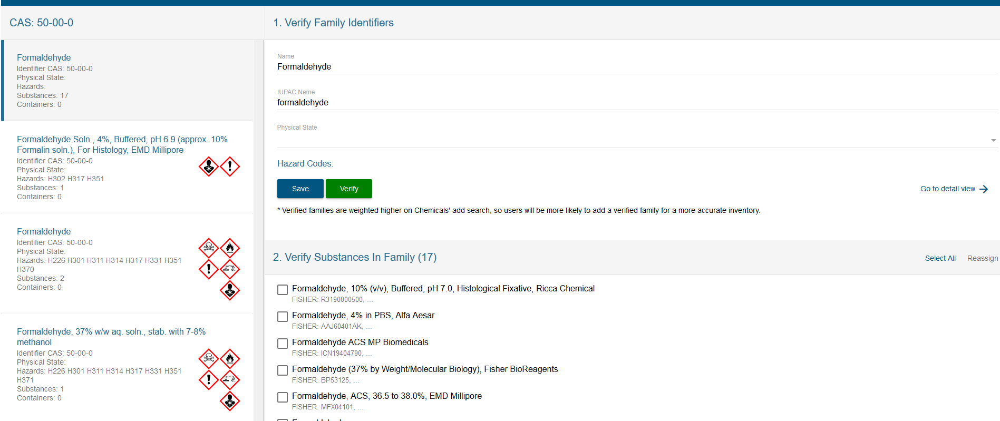 CAS: 50-00-0
Formaldehyde
Identifier CAS: 50-00-0
Physical State:
Hazards:
Substances: 17
Containers: 0
Formaldehyde Soln., 4%, Buffered, pH 6.9 (approx. 10%
Formalin soln.), For Histology, EMD Millipore
Identifier CAS: 50-00-0
Physical State:
Hazards: H302 H317 H351
Substances: 1
Containers: 0
Formaldehyde
Identifier CAS: 50-00-0
Physical State:
Hazards: H226 H301 H311 H314 H317 H331 H351
H370
Substances: 2
Containers: 0
Formaldehyde, 37% w/w aq. soln., stab. with 7-8%
methanol
Identifier CAS: 50-00-0
Physical State:
Hazards: H226 H301 H311 H314 H317 H331 H351
H371
Substances: 1
Containers: 0
1. Verify Family Identifiers
Name
Formaldehyde
IUPAC Name
formaldehyde
Physical State
Hazard Codes:
Save Verify Go to detail view
* Verified families are weighted higher on Chemicals' add search, so users will be more likely to add a verified family for a more accurate inventory.
2. Verify Substances In Family (17) Select All Reassign
Formaldehyde, 10% (v/v), Buffered, pH 7.0, Histological Fixative, Ricca Chemical
FISHER: R3190000500, ...
Formaldehyde, 4% in PBS, Alfa Aesar
FISHER: AAJ60401AK, ...
Formaldehyde ACS MP Biomedicals
FISHER: ICN19404790, ...
Formaldehyde (37% by Weight/Molecular Biology), Fisher BioReagents
FISHER: BP53125, ...
Formaldehyde, ACS, 36.5 to 38.0%, EMD Millipore
FISHER: MFX04101, ...